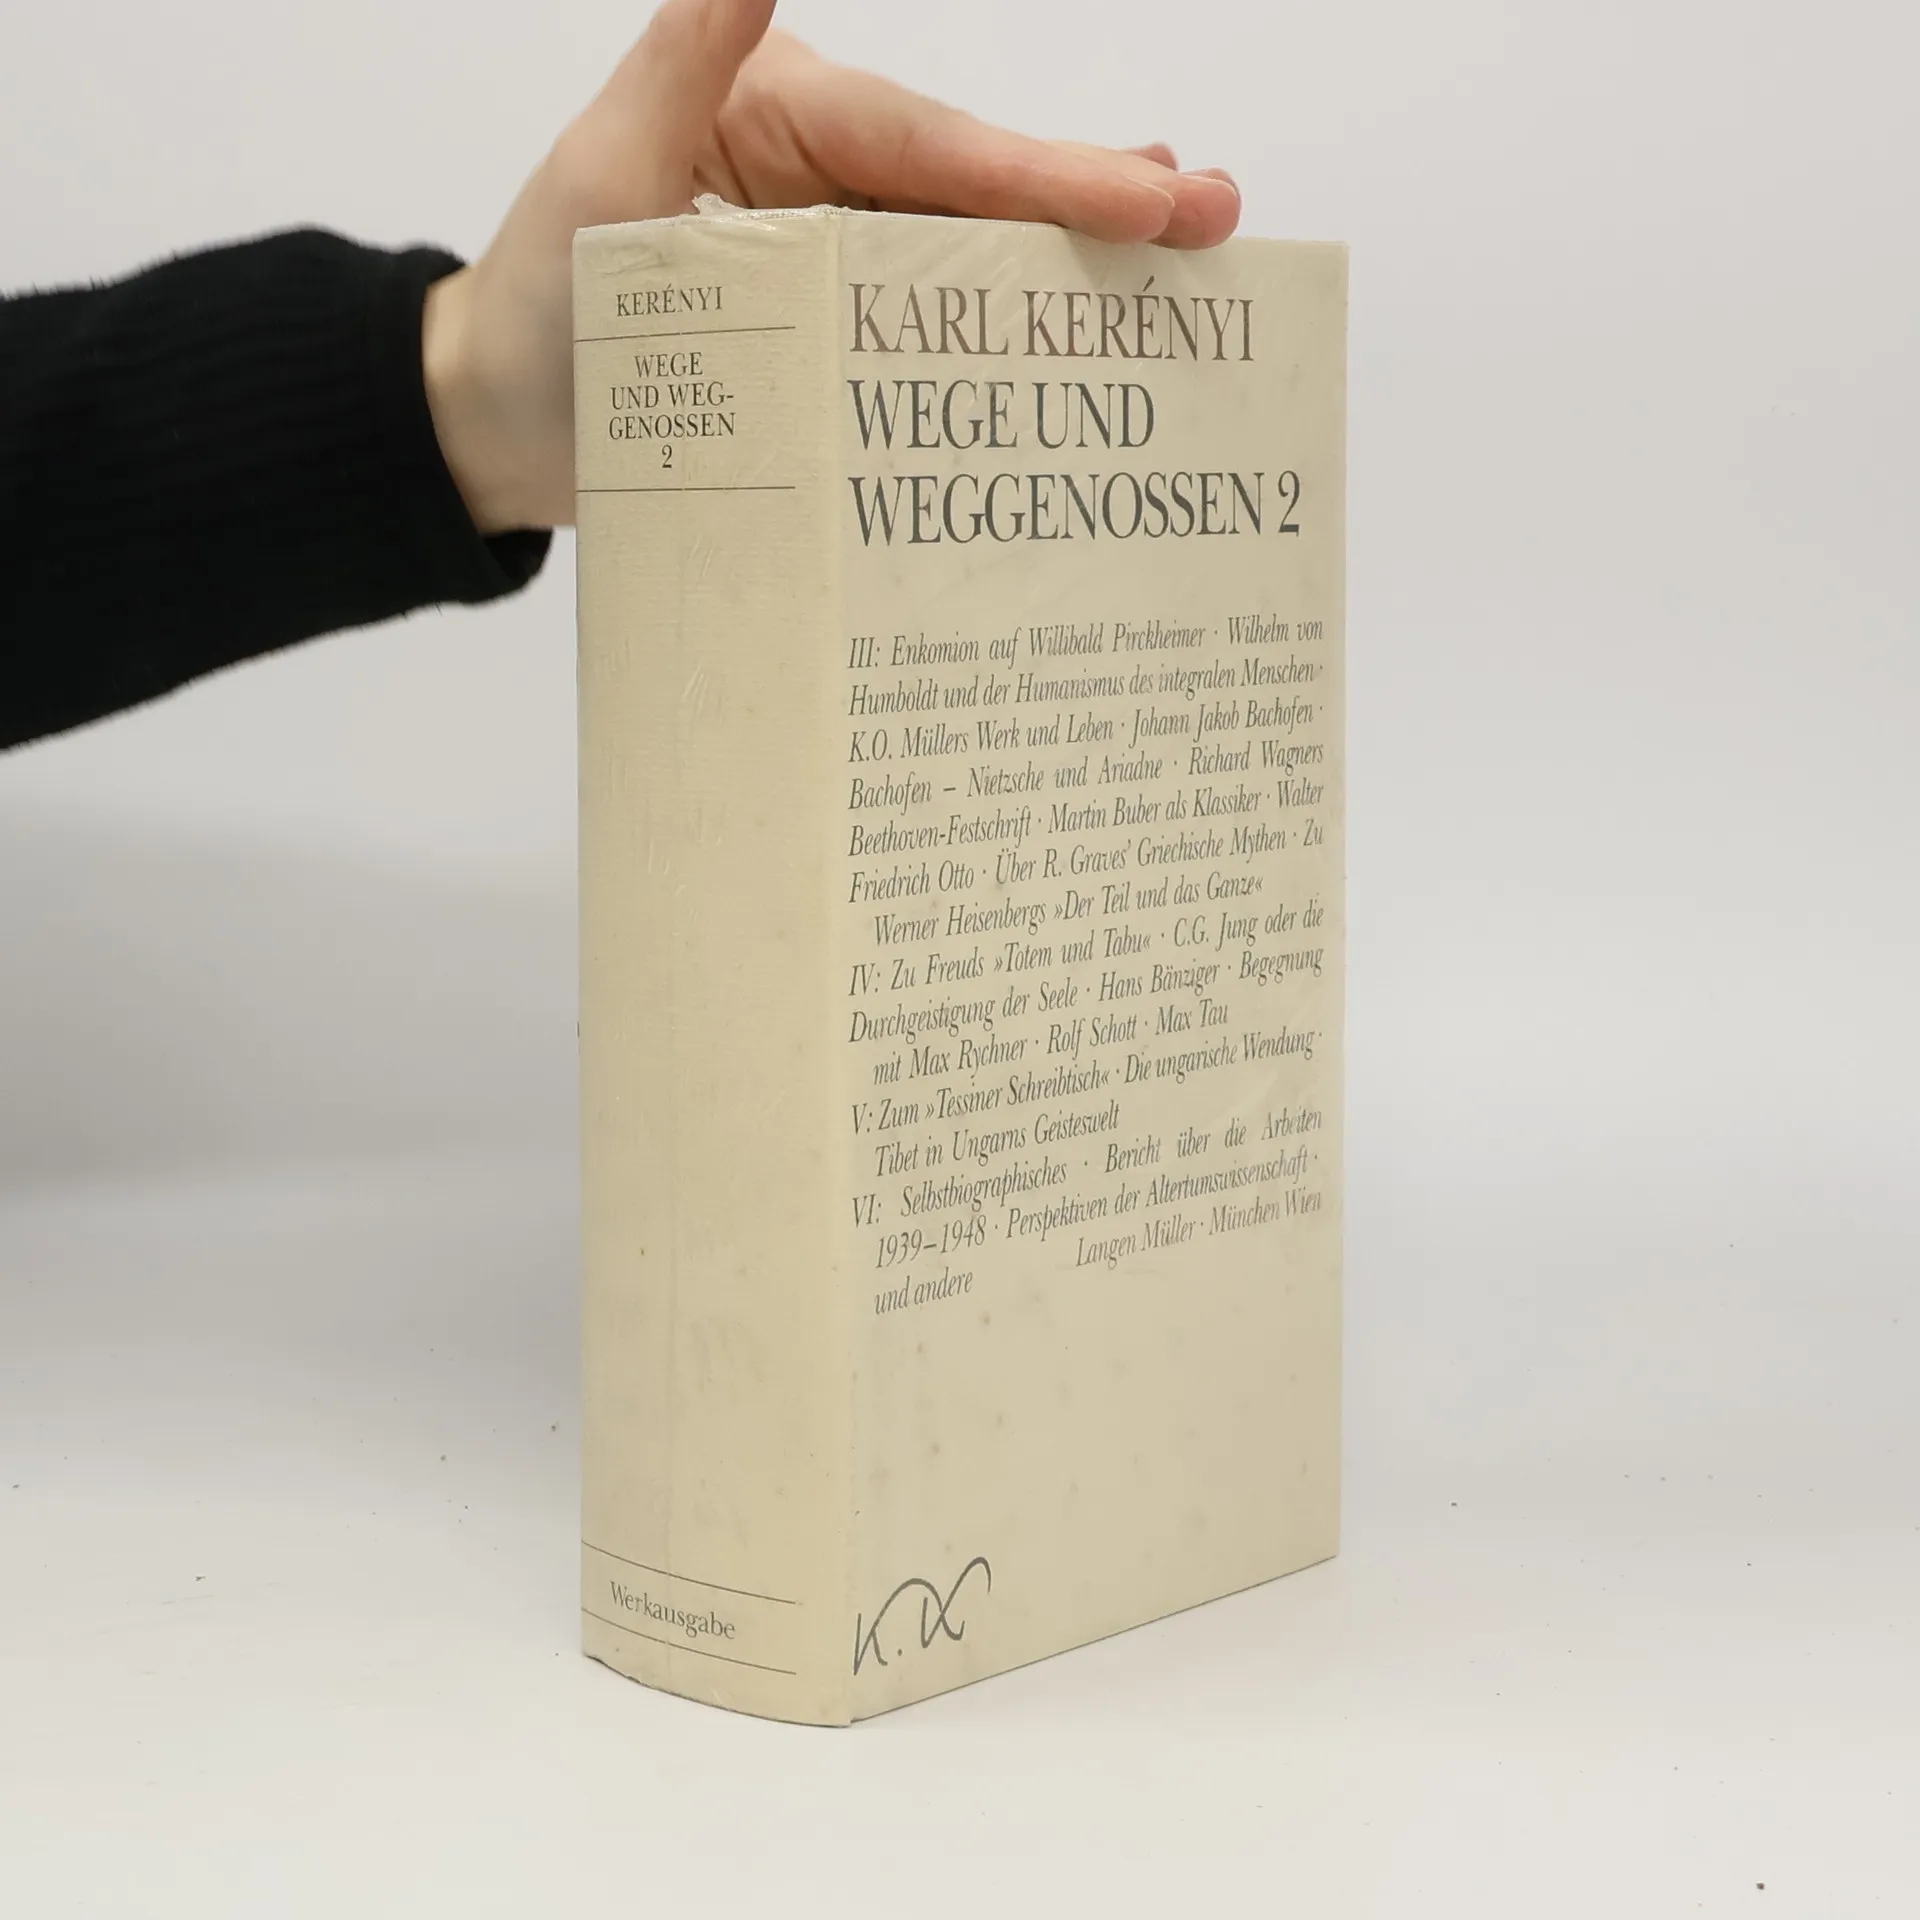 KERÉNYI
WEGE
UND WEG-
GENOSSEN
2
Werkausgabe
KARL KERÉNYI
WEGE UND
WEGGENOSSEN 2
III: Enkomion auf Willibald Pirckheimer · Wilhelm von
Humboldt und der Humanismus des integralen Menschen ·
K.O. Müllers Werk und Leben · Johann Jakob Bachofen ·
Bachofen – Nietzsche und Ariadne · Richard Wagners
Beethoven-Festschrift · Martin Buber als Klassiker · Walter
Friedrich Otto · Über R. Graves’ Griechische Mythen · Zu
Werner Heisenbergs »Der Teil und das Ganze«
IV: Zu Freuds »Totem und Tabu« · C.G. Jung oder die
Durchgeistigung der Seele · Hans Bänziger · Begegnung
mit Max Rychner · Rolf Schott · Max Tau
V: Zum »Tessiner Schreibtisch« · Die ungarische Wendung ·
Tibet in Ungarns Geisteswelt
VI: Selbstbiographisches · Bericht über die Arbeiten
1939–1948 · Perspektiven der Altertumswissenschaft ·
und andere
Langen Müller · München Wien
K.K